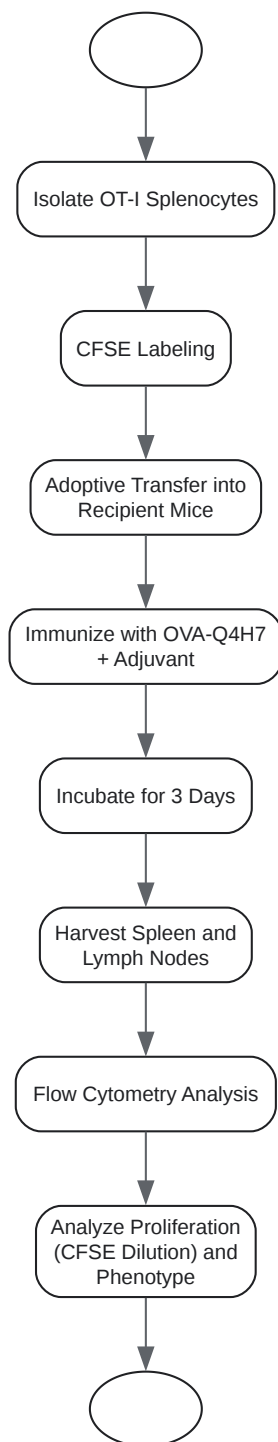 Isolate OT-I Splenocytes
CFSE Labeling
Adoptive Transfer into
Recipient Mice
Immunize with OVA-Q4H7
+ Adjuvant
Incubate for 3 Days
Harvest Spleen and
Lymph Nodes
Flow Cytometry Analysis
Analyze Proliferation
(CFSE Dilution) and
Phenotype